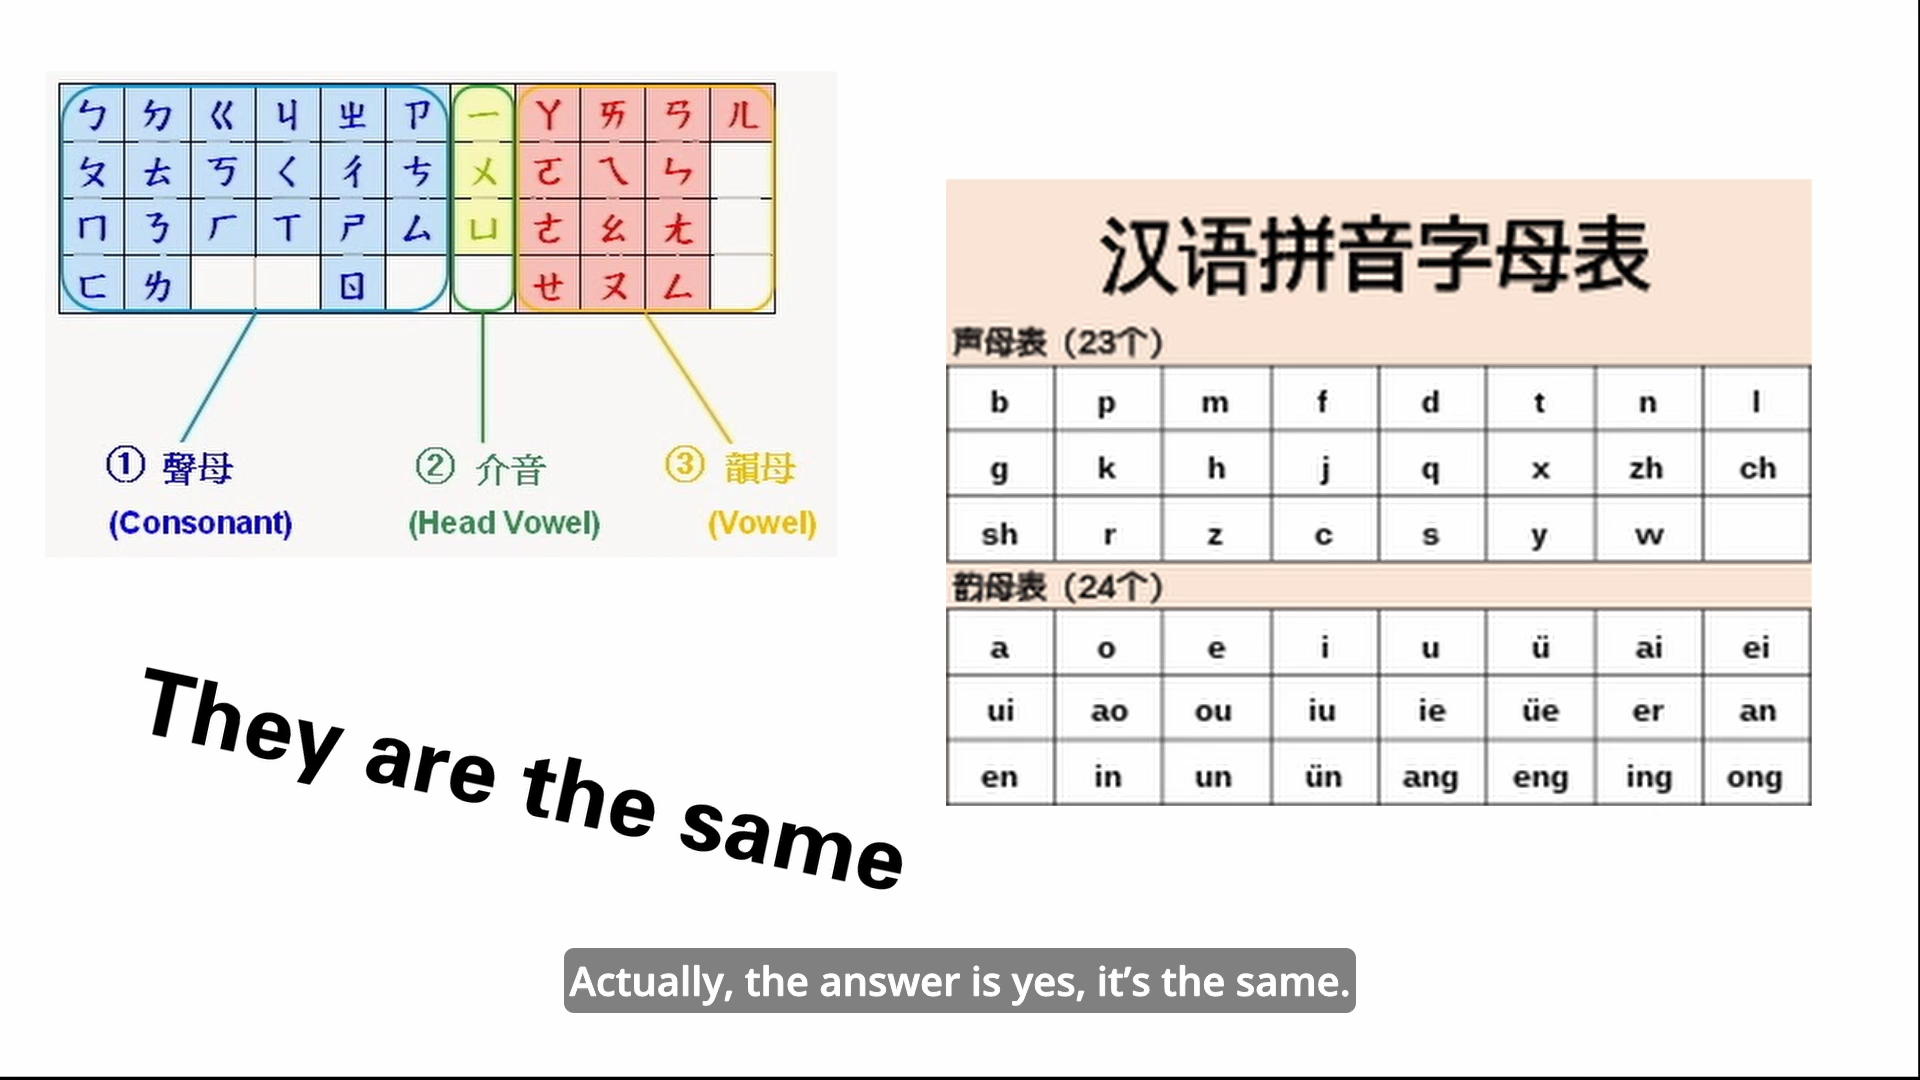 ㄅ ㄉ ㄍ ㄐ ㄓ ㄗ ㄧ ㄚ ㄞ ㄢ ㄦ
ㄆ ㄊ ㄎ ㄑ ㄔ ㄘ ㄨ ㄛ ㄟ ㄣ
ㄇ ㄋ ㄏ ㄒ ㄕ ㄙ ㄩ ㄜ ㄠ ㄤ
ㄈ ㄌ ㄖ ㄝ ㄡ ㄥ
① 聲母
(Consonant)
② 介音
(Head Vowel)
③ 韻母
(Vowel)
汉语拼音字母表
声母表（23个）
b p m f d t n l
g k h j q x zh ch
sh r z c s y w
韵母表（24个）
a o e i u ü ai ei
ui ao ou iu ie üe er an
en in un ün ang eng ing ong
They are the same
Actually, the answer is yes, it’s the same.